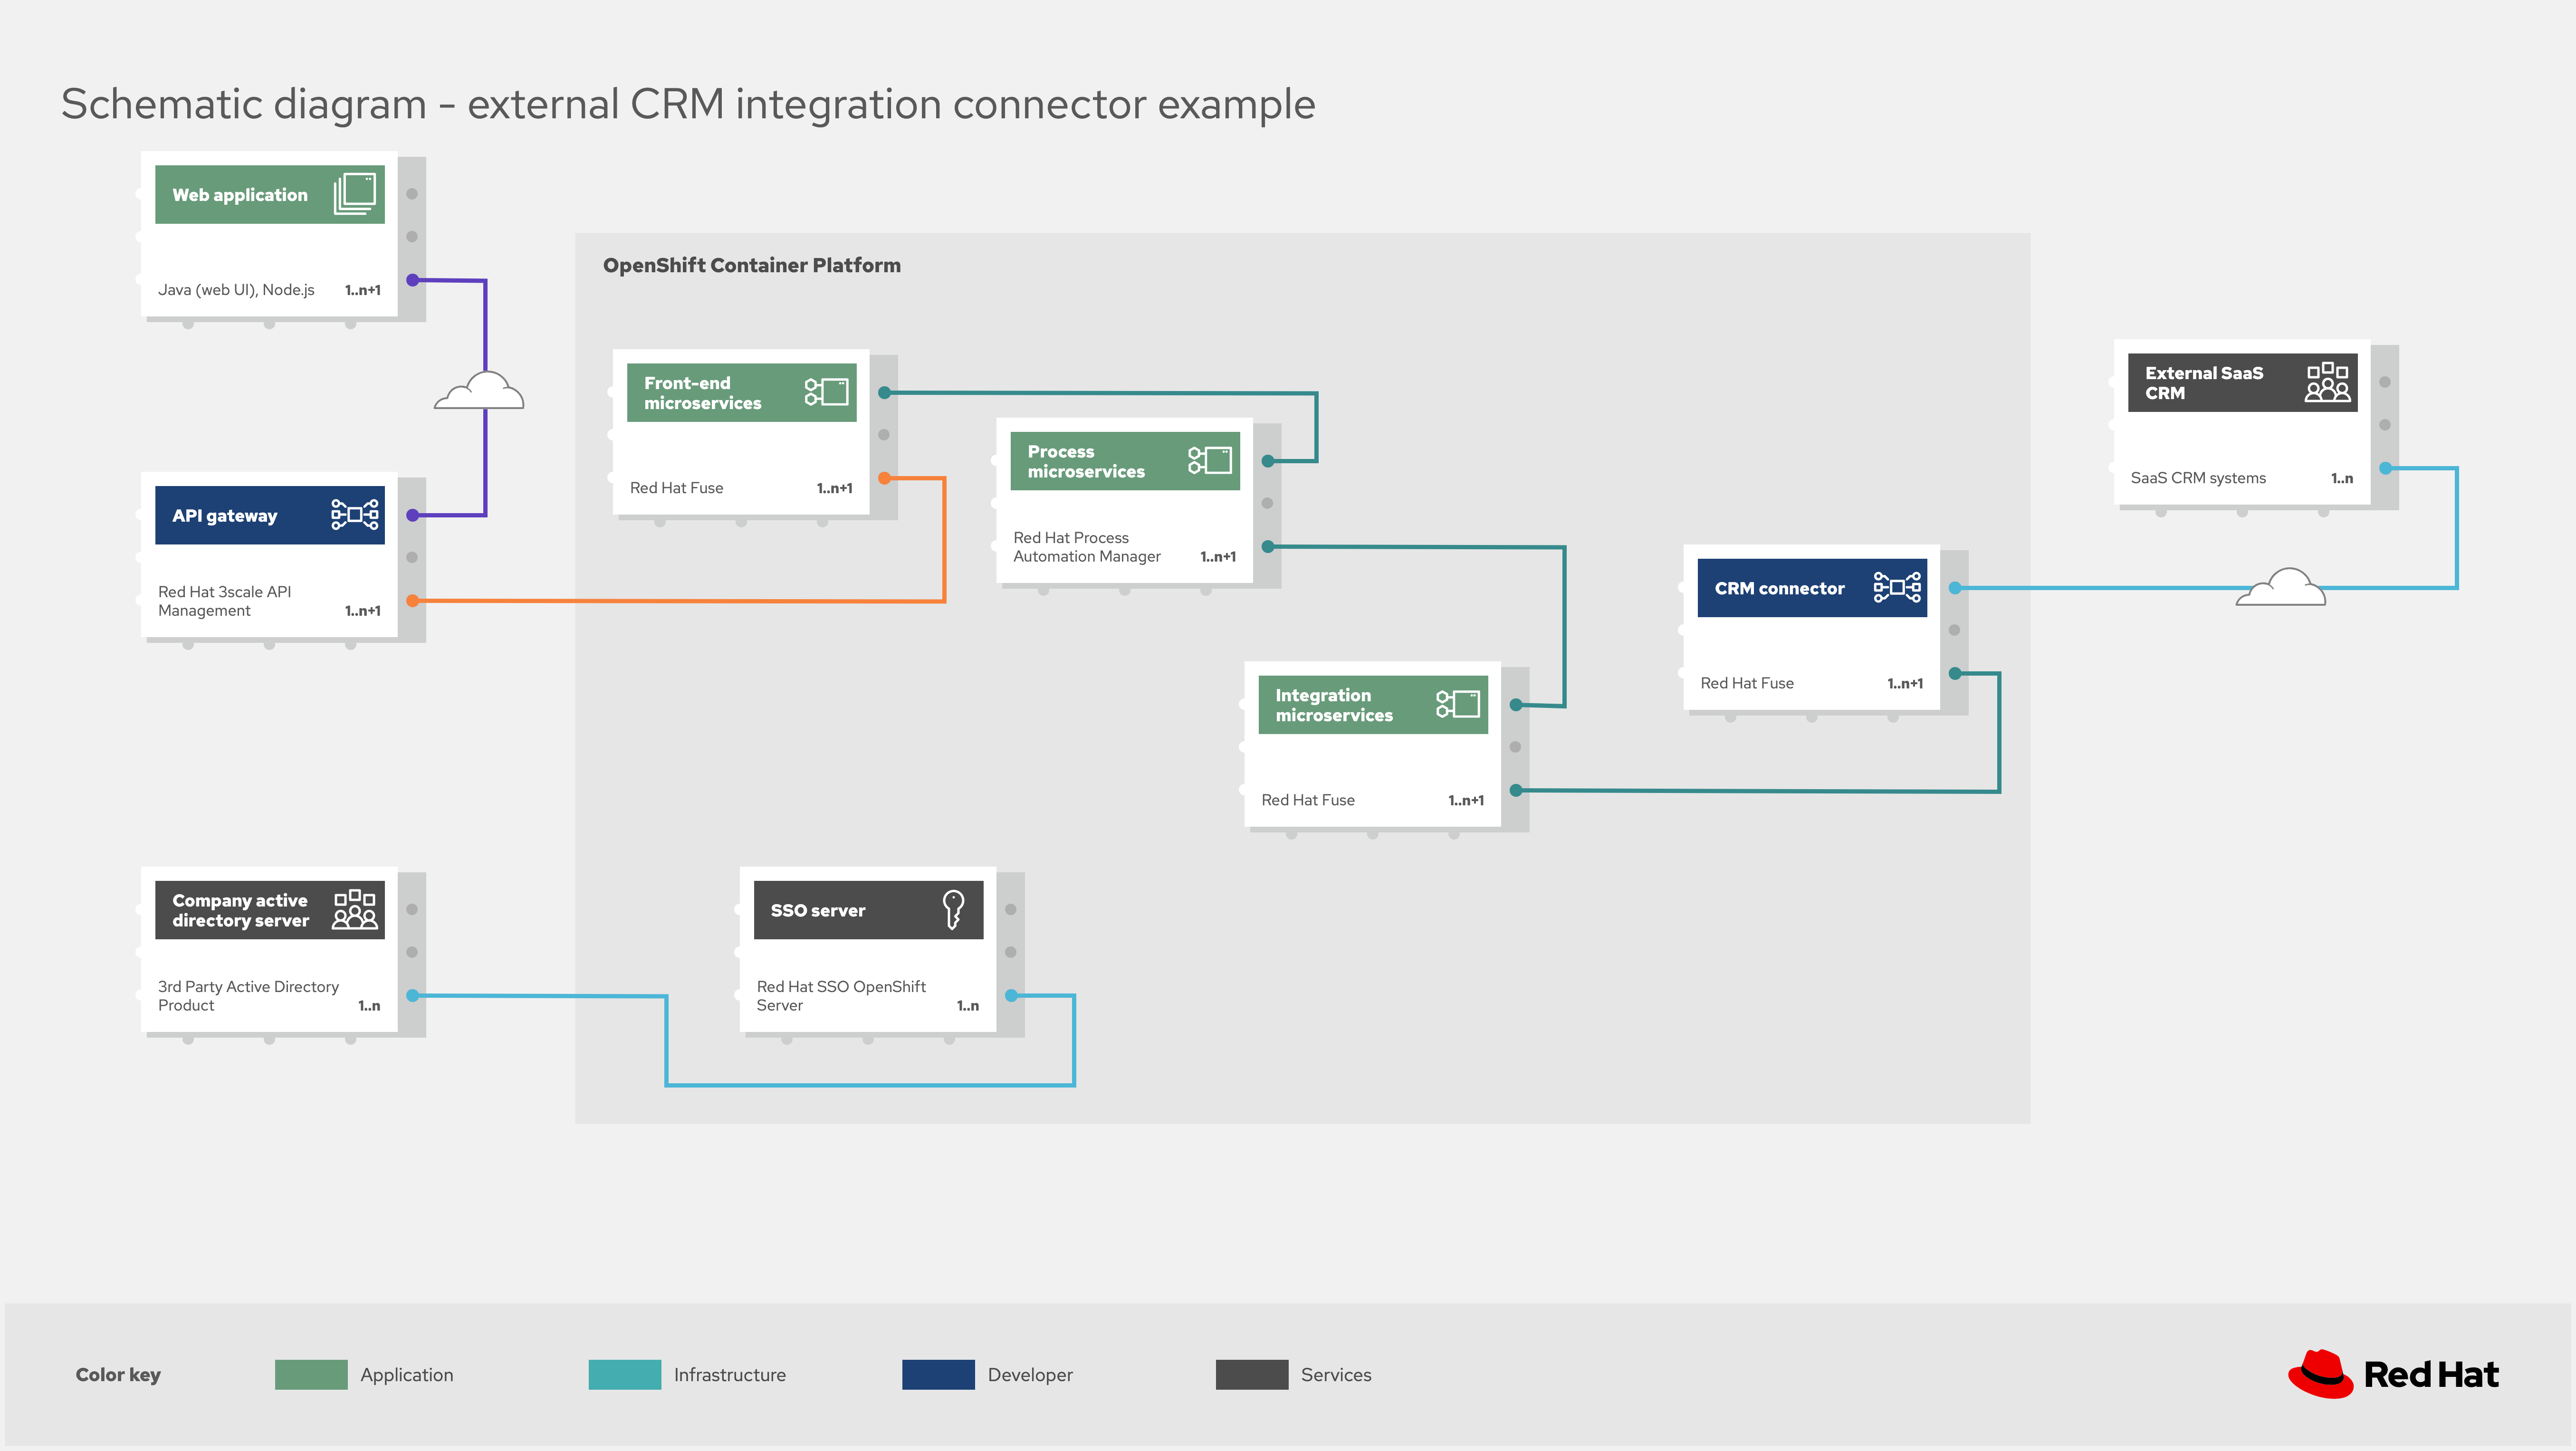 Schematic diagram - external CRM integration connector example
Web application
Java (web UI), Node.js 1..n+1
API gateway
Red Hat 3scale API
Management 1..n+1
Company active
directory server
3rd Party Active Directory
Product 1..n
OpenShift Container Platform
Front-end
microservices
Red Hat Fuse 1..n+1
Process
microservices
Red Hat Process
Automation Manager 1..n+1
Integration
microservices
Red Hat Fuse 1..n+1
CRM connector
Red Hat Fuse 1..n+1
SSO server
Red Hat SSO OpenShift
Server 1..n
External SaaS
CRM
SaaS CRM systems 1..n
Color key Application Infrastructure Developer Services
Red Hat